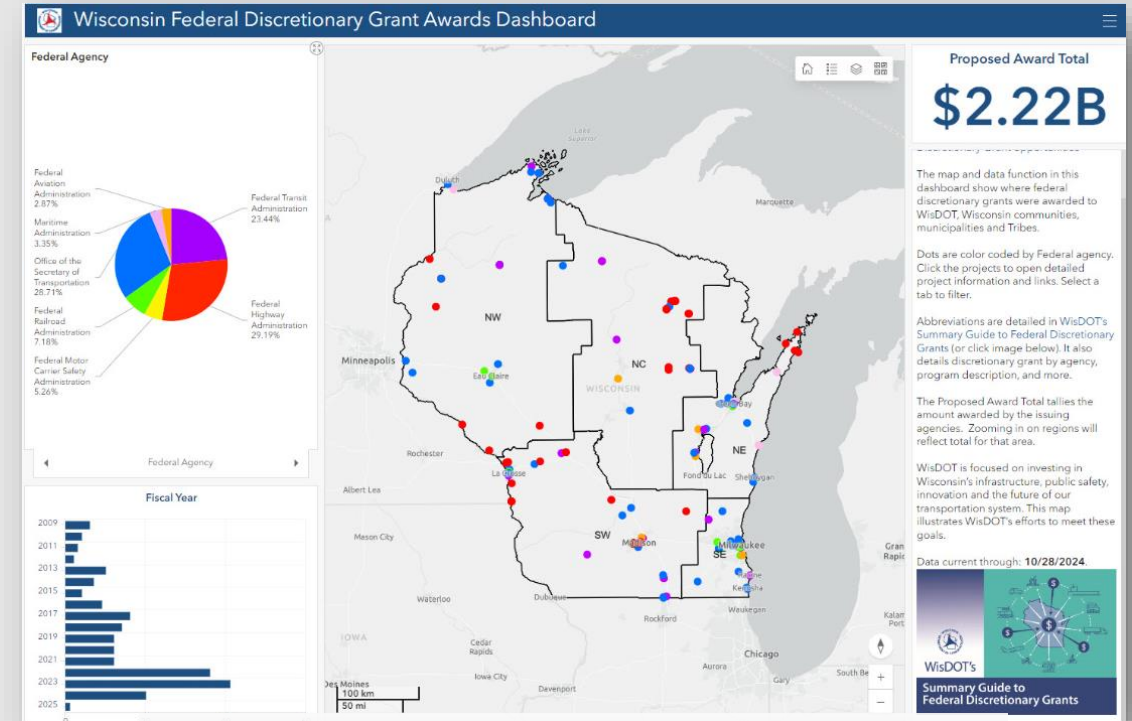 Wisconsin Federal Discretionary Grant Awards Dashboard
Federal Agency
Federal
Aviation
Administration
2.87%
Maritime
Administration
3.35%
Office of the
Secretary of
Transportation
28.71%
Federal
Railroad
Administration
7.18%
Federal Motor
Carrier Safety
Administration
5.26%
Federal Transit
Administration
23.44%
Federal
Highway
Administration
29.19%
Federal Agency
Fiscal Year
2009
2011
2013
2015
2017
2019
2021
2023
2025
0
Lake
Superior
Duluth
Marquette
NW
Minneapolis
Eau Claire
NC
WISCONSIN
Green Bay
NE
Rochester
La Crosse
Fond du Lac
Sheboygan
Albert Lea
Mason City
SW
Madison
Milwaukee
SE
Racine
Kenosha
Grand
Rapid
Waterloo
Dubuque
Rockford
Waukegan
Kalam
Port
IOWA
Cedar
Rapids
Chicago
Iowa City
Aurora
Gary
South Be
Des Moines
Davenport
100 km
50 mi
Proposed Award Total
$2.22B
Discretionary Grant Opportunities
The map and data function in this
dashboard show where federal
discretionary grants were awarded to
WisDOT, Wisconsin communities,
municipalities and Tribes.
Dots are color coded by Federal agency.
Click the projects to open detailed
project information and links. Select a
tab to filter.
Abbreviations are detailed in WisDOT's
Summary Guide to Federal Discretionary
Grants (or click image below). It also
details discretionary grant by agency,
program description, and more.
The Proposed Award Total tallies the
amount awarded by the issuing
agencies. Zooming in on regions will
reflect total for that area.
WisDOT is focused on investing in
Wisconsin's infrastructure, public safety,
innovation and the future of our
transportation system. This map
illustrates WisDOT's efforts to meet these
goals.
Data current through: 10/28/2024.
WisDOT's
Summary Guide to
Federal Discretionary Grants